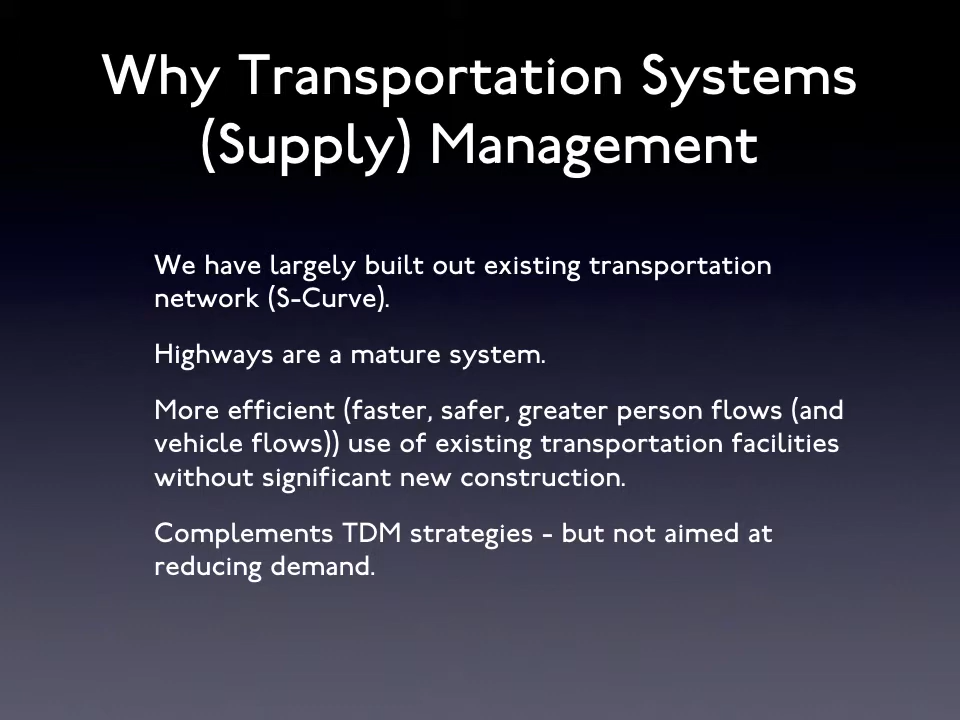 Why Transportation Systems
(Supply) Management
We have largely built out existing transportation
network (S-Curve).
Highways are a mature system.
More efficient (faster, safer, greater person flows (and
vehicle flows)) use of existing transportation facilities
without significant new construction.
Complements TDM strategies - but not aimed at
reducing demand.